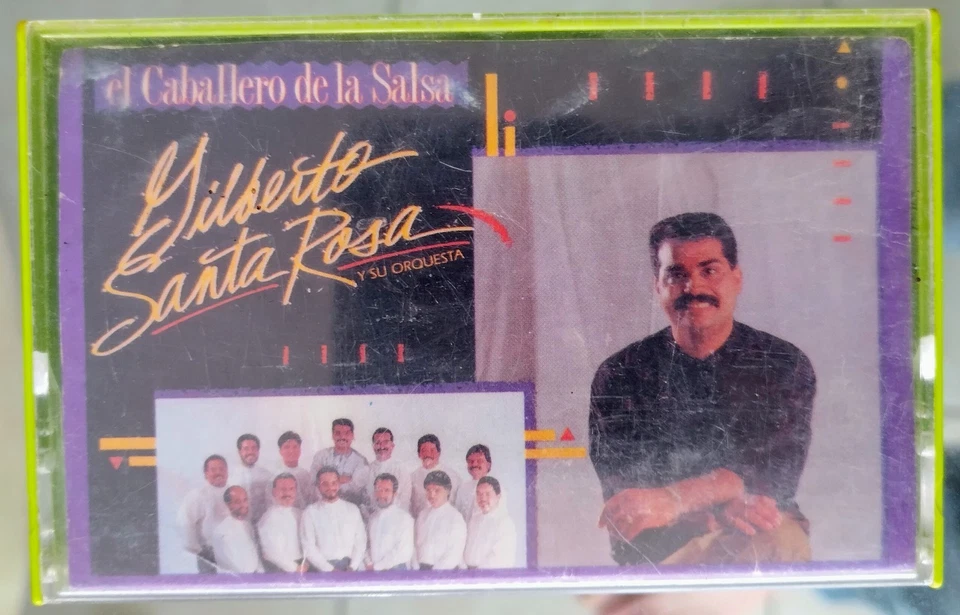 el Caballero de la Salsa
Gilberto
Santa Rosa
Y SU ORQUESTA